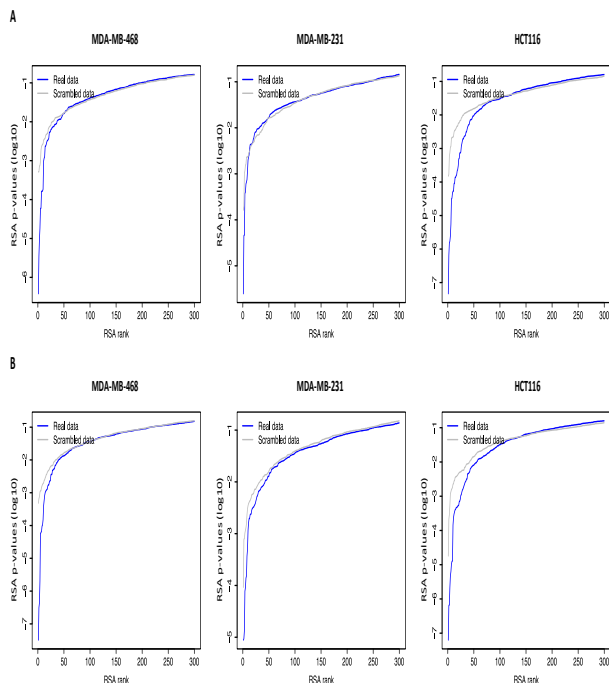 A
MDA-MB-468
MDA-MB-231
HCT116
Real data
Scrambled data
RSA p-values (log10)
−1
−2
−3
−4
−5
−6
0 50 100 150 200 250 300
RSA rank
Real data
Scrambled data
RSA p-values (log10)
−1
−2
−3
−4
−5
0 50 100 150 200 250 300
RSA rank
Real data
Scrambled data
RSA p-values (log10)
−1
−2
−3
−4
−5
−6
−7
0 50 100 150 200 250 300
RSA rank
B
MDA-MB-468
MDA-MB-231
HCT116
Real data
Scrambled data
RSA p-values (log10)
−1
−2
−3
−4
−5
−6
−7
0 50 100 150 200 250 300
RSA rank
Real data
Scrambled data
RSA p-values (log10)
−1
−2
−3
−4
−5
0 50 100 150 200 250 300
RSA rank
Real data
Scrambled data
RSA p-values (log10)
−1
−2
−3
−4
−5
−6
−7
0 50 100 150 200 250 300
RSA rank